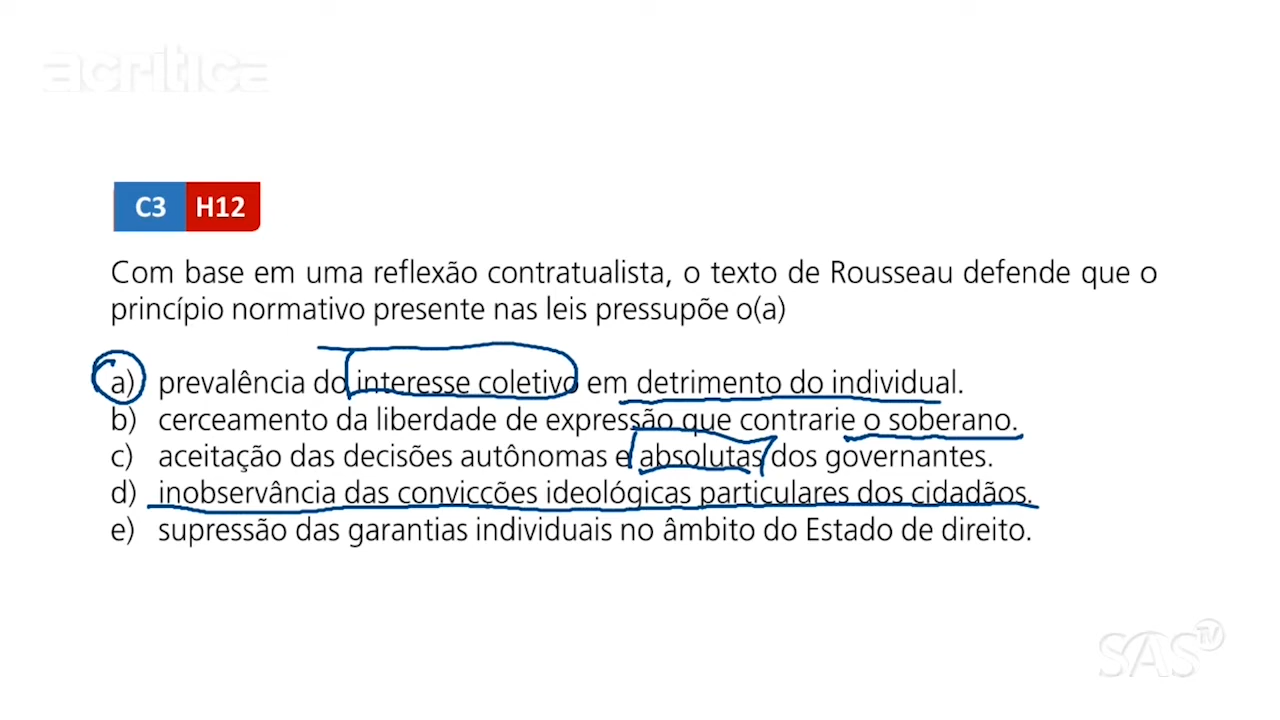 acrítica
C3 H12
Com base em uma reflexão contratualista, o texto de Rousseau defende que o
princípio normativo presente nas leis pressupõe o(a)
a) prevalência do interesse coletivo em detrimento do individual.
b) cerceamento da liberdade de expressão que contrarie o soberano.
c) aceitação das decisões autônomas e absolutas dos governantes.
d) inobservância das convicções ideológicas particulares dos cidadãos.
e) supressão das garantias individuais no âmbito do Estado de direito.
SAS TV